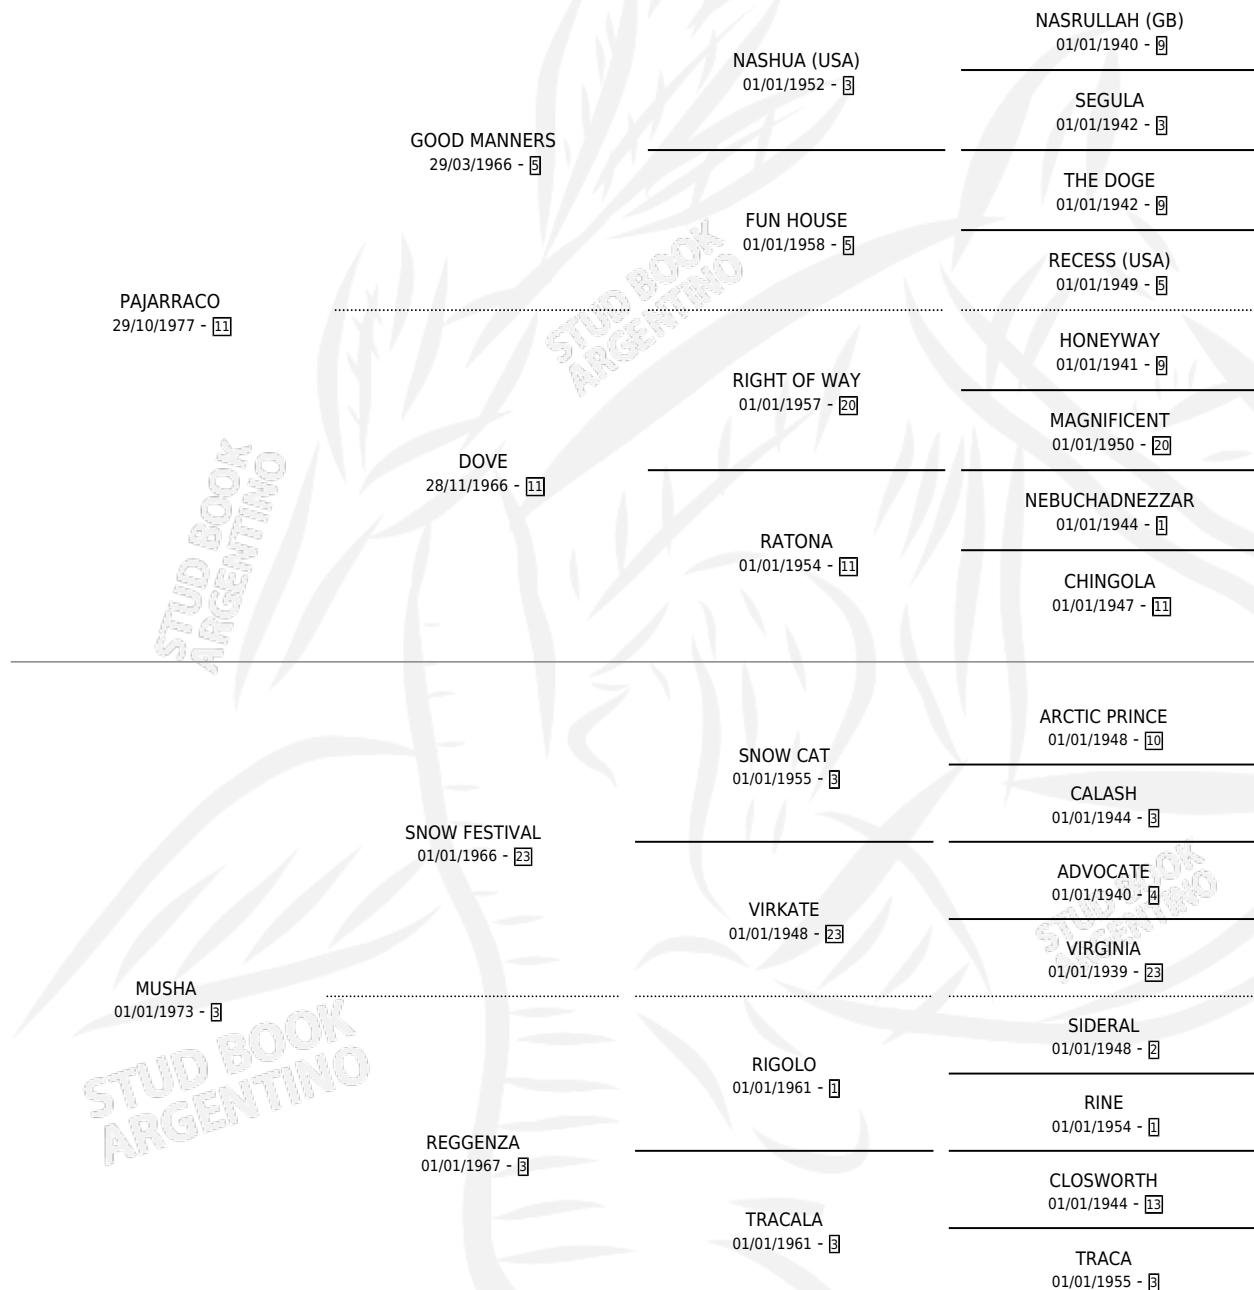 NASRULLAH (GB)
01/01/1940 - 9
NASHUA (USA)
01/01/1952 - 3
SEGULA
01/01/1942 - 3
GOOD MANNERS
29/03/1966 - 5
THE DOGE
01/01/1942 - 9
FUN HOUSE
01/01/1958 - 5
RECESS (USA)
01/01/1949 - 5
PAJARRACO
29/10/1977 - 11
HONEYWAY
01/01/1941 - 9
RIGHT OF WAY
01/01/1957 - 20
MAGNIFICENT
01/01/1950 - 20
DOVE
28/11/1966 - 11
NEBUCHADNEZZAR
01/01/1944 - 1
RATONA
01/01/1954 - 11
CHINGOLA
01/01/1947 - 11
ARCTIC PRINCE
01/01/1948 - 10
SNOW CAT
01/01/1955 - 3
CALASH
01/01/1944 - 3
SNOW FESTIVAL
01/01/1966 - 23
ADVOCATE
01/01/1940 - 4
VIRKATE
01/01/1948 - 23
VIRGINIA
01/01/1939 - 23
MUSHA
01/01/1973 - 3
SIDERAL
01/01/1948 - 2
RIGOLO
01/01/1961 - 1
RINE
01/01/1954 - 1
REGGENZA
01/01/1967 - 3
CLOSWORTH
01/01/1944 - 13
TRACALA
01/01/1961 - 3
TRACA
01/01/1955 - 3
STUD BOOK
ARGENTINO
STUD BOOK
ARGENTINO
STUD BOOK
ARGENTINO
STUD BOOK
ARGENTINO